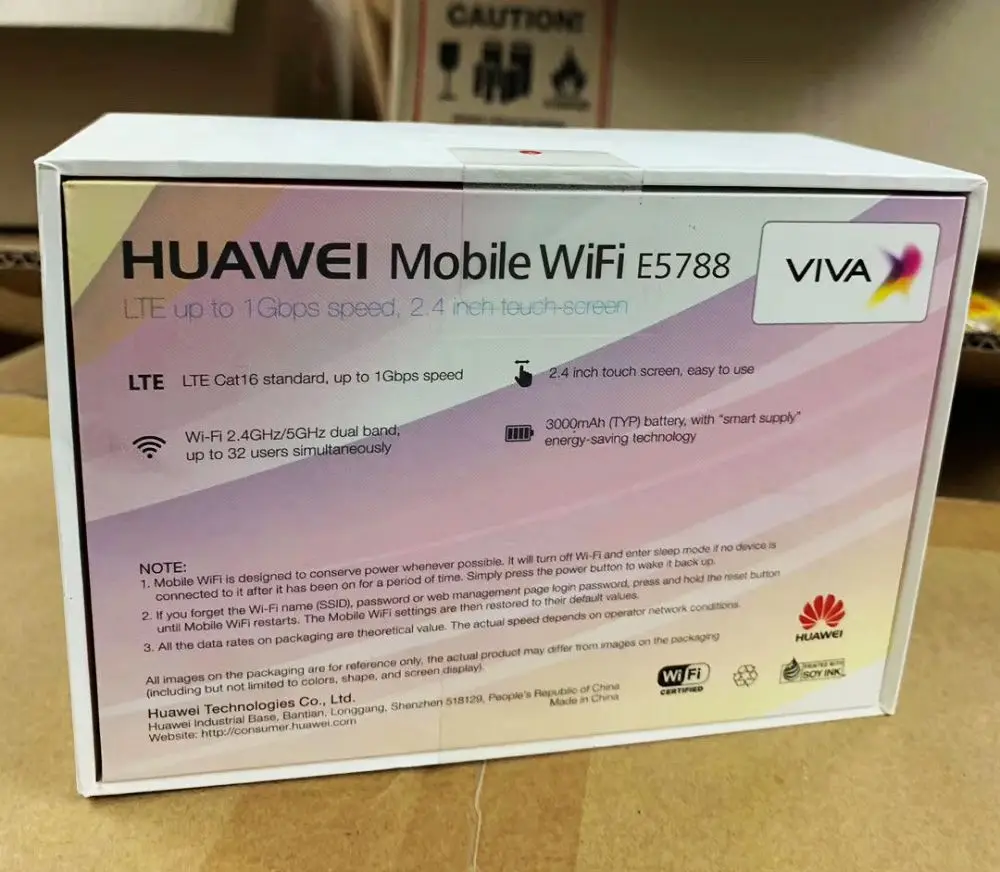 CAUTION!
HUAWEI Mobile WiFi E5788
VIVA
LTE up to 1Gbps speed, 2.4 inch touch-screen
LTE LTE Cat16 standard, up to 1Gbps speed
2.4 inch touch screen, easy to use
Wi-Fi 2.4GHz/5GHz dual band,
up to 32 users simultaneously
3000mAh (TYP) battery, with "smart supply"
energy-saving technology
NOTE:
1. Mobile WiFi is designed to conserve power whenever possible. It will turn off Wi-Fi and enter sleep mode if no device is
connected to it after it has been on for a period of time. Simply press the power button to wake it back up.
2. If you forget the Wi-Fi name (SSID), password or web management page login password, press and hold the reset button
until Mobile WiFi restarts. The Mobile WiFi settings are then restored to their default values.
3. All the data rates on packaging are theoretical value. The actual speed depends on operator network conditions.
HUAWEI
All images on the packaging are for reference only, the actual product may differ from images on the packaging
(including but not limited to colors, shape, and screen display).
Huawei Technologies Co., Ltd.
Huawei Industrial Base, Bantian, Longgang, Shenzhen 518129, People's Republic of China
Made in China
Website: http://consumer.huawei.com
Wi Fi
CERTIFIED
PRINTED WITH
SOY INK